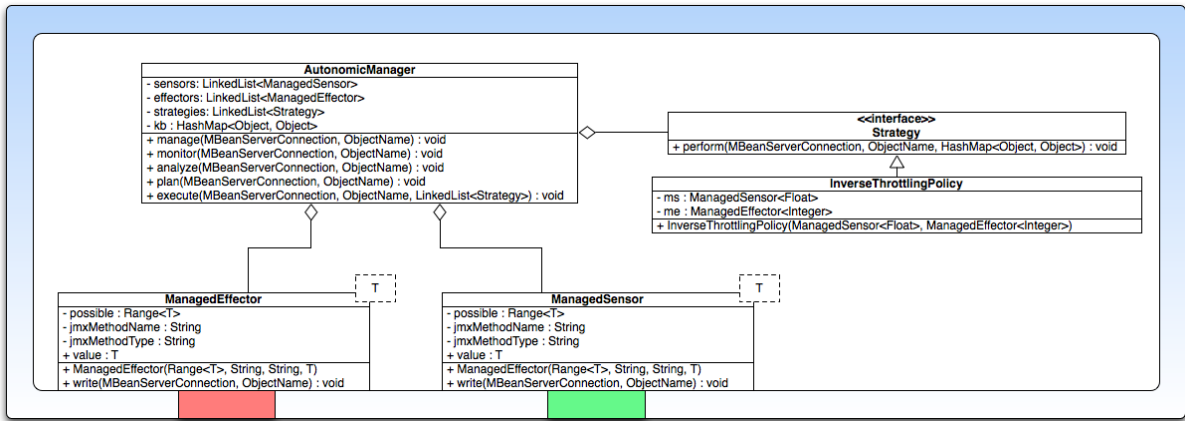 AutonomicManager
- sensors: LinkedList<ManagedSensor>
- effectors: LinkedList<ManagedEffector>
- strategies: LinkedList<Strategy>
- kb : HashMap<Object, Object>
+ manage(MBeanServerConnection, ObjectName) : void
+ monitor(MBeanServerConnection, ObjectName) : void
+ analyze(MBeanServerConnection, ObjectName) : void
+ plan(MBeanServerConnection, ObjectName) : void
+ execute(MBeanServerConnection, ObjectName, LinkedList<Strategy>) : void
<<interface>>
Strategy
+ perform(MBeanServerConnection, ObjectName, HashMap<Object, Object>) : void
InverseThrottlingPolicy
- ms : ManagedSensor<Float>
- me : ManagedEffector<Integer>
+ InverseThrottlingPolicy(ManagedSensor<Float>, ManagedEffector<Integer>)
T
ManagedEffector
- possible : Range<T>
- jmxMethodName : String
- jmxMethodType : String
+ value : T
+ ManagedEffector(Range<T>, String, String, T)
+ write(MBeanServerConnection, ObjectName) : void
T
ManagedSensor
- possible : Range<T>
- jmxMethodName : String
- jmxMethodType : String
+ value : T
+ ManagedEffector(Range<T>, String, String, T)
+ write(MBeanServerConnection, ObjectName) : void